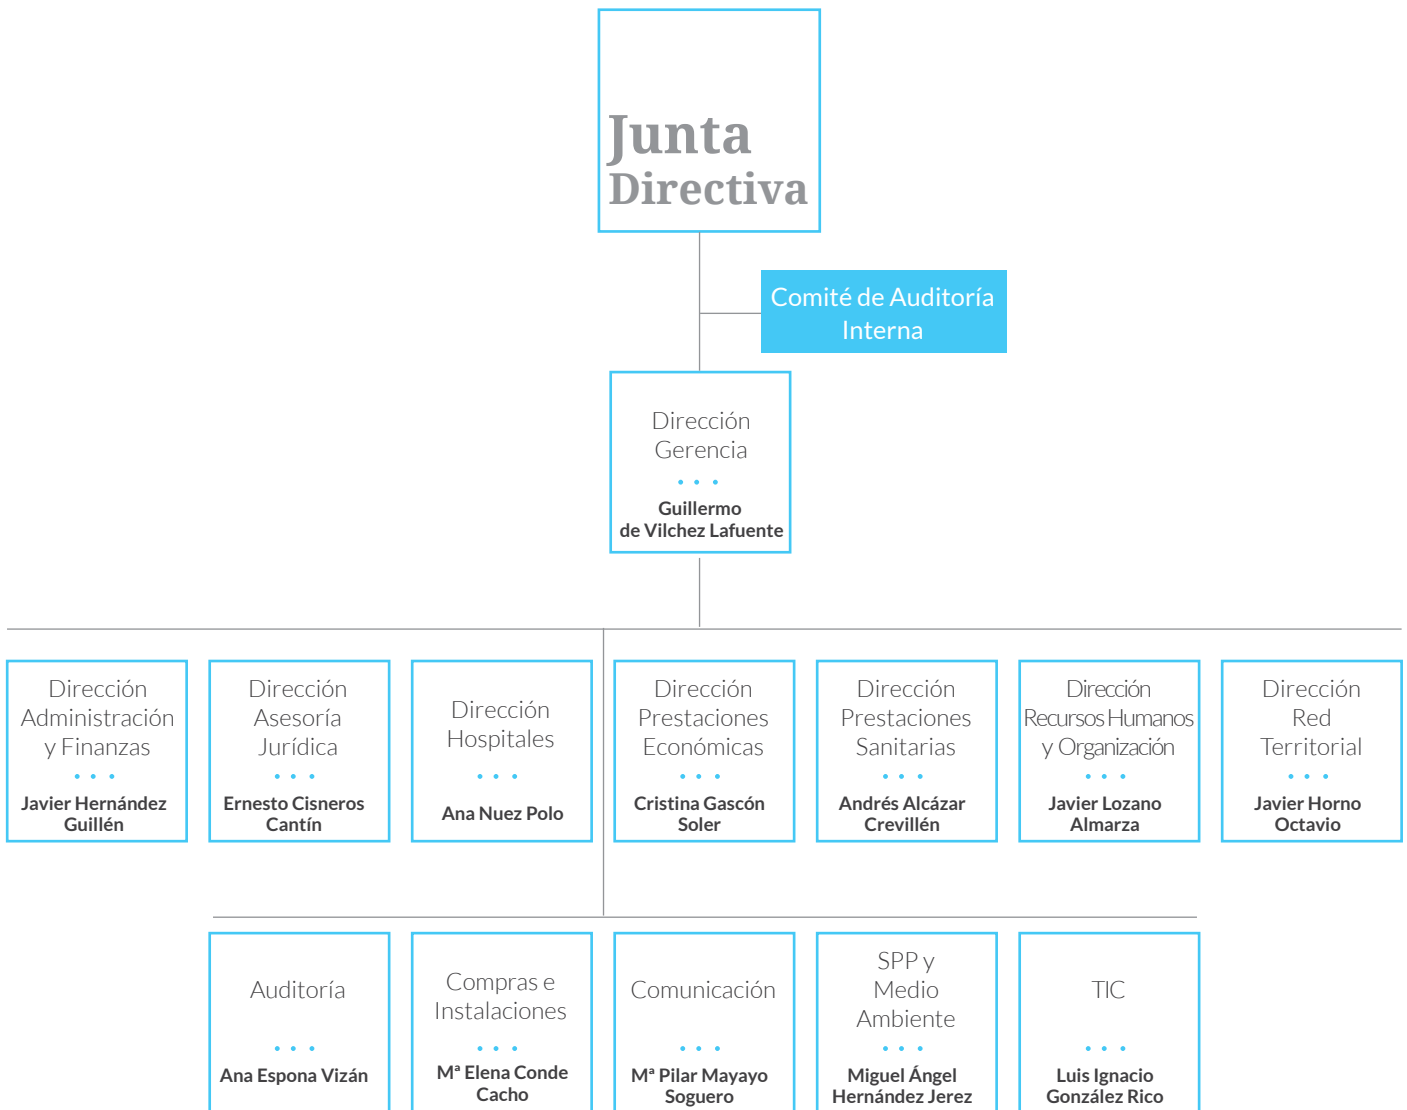 Junta
Directiva
Comité de Auditoría
Interna
Dirección
Gerencia
Guillermo
de Vilchez Lafuente
Dirección
Administración
y Finanzas
Javier Hernández
Guillén
Dirección
Asesoría
Jurídica
Ernesto Cisneros
Cantín
Dirección
Hospitales
Ana Nuez Polo
Dirección
Prestaciones
Económicas
Cristina Gascón
Soler
Dirección
Prestaciones
Sanitarias
Andrés Alcázar
Crevillén
Dirección
Recursos Humanos
y Organización
Javier Lozano
Almarza
Dirección
Red
Territorial
Javier Horno
Octavio
Auditoría
Ana Espona Vizán
Compras e
Instalaciones
Mª Elena Conde
Cacho
Comunicación
Mª Pilar Mayayo
Soguero
SPP y
Medio
Ambiente
Miguel Ángel
Hernández Jerez
TIC
Luis Ignacio
González Rico